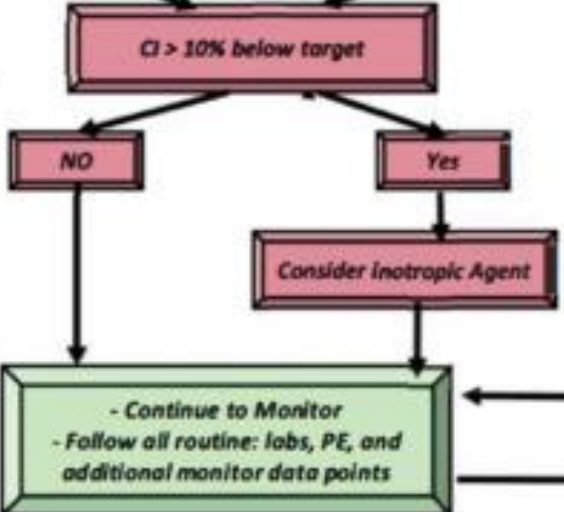 CI > 10% below target
NO
Yes
Consider inotropic Agent
- Continue to Monitor
- Follow all routine: labs, PE, and
additional monitor data points